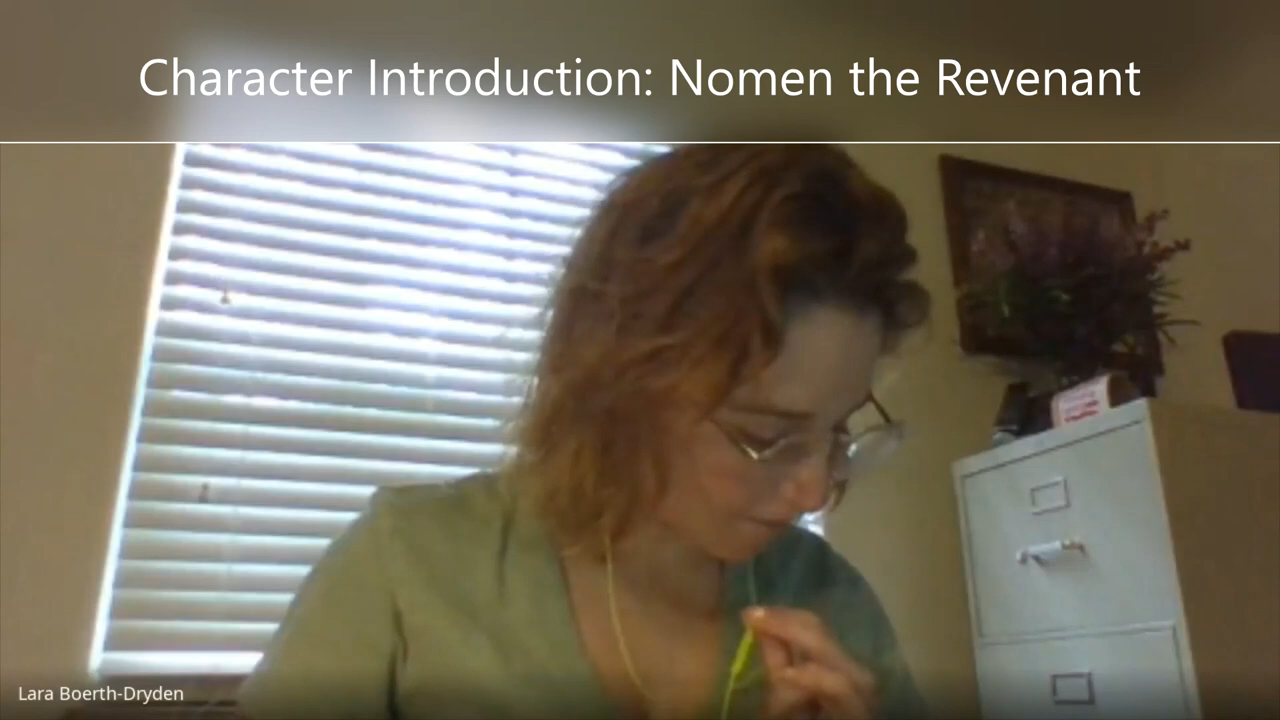 Character Introduction: Nomen the Revenant
Lara Boerth-Dryden